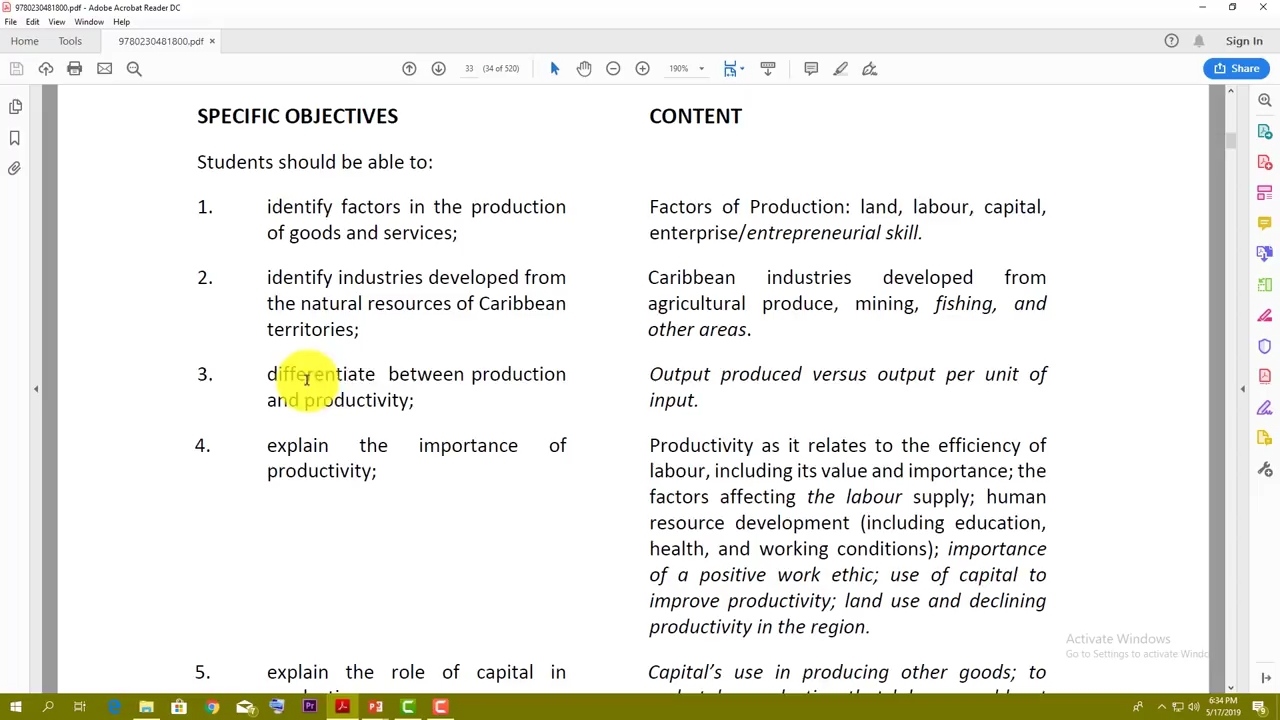 9780230481800.pdf - Adobe Acrobat Reader DC
File Edit View Window Help
Home Tools 9780230481800.pdf × Sign In
33 (34 of 520) 190% Share
SPECIFIC OBJECTIVES CONTENT
Students should be able to:
1. identify factors in the production Factors of Production: land, labour, capital,
of goods and services; enterprise/entrepreneurial skill.
2. identify industries developed from Caribbean industries developed from
the natural resources of Caribbean agricultural produce, mining, fishing, and
territories; other areas.
3. differentiate between production Output produced versus output per unit of
and productivity; input.
4. explain the importance of Productivity as it relates to the efficiency of
productivity; labour, including its value and importance; the
factors affecting the labour supply; human
resource development (including education,
health, and working conditions); importance
of a positive work ethic; use of capital to
improve productivity; land use and declining
productivity in the region.
Activate Windows
Go to Settings to activate Windows
5. explain the role of capital in Capital's use in producing other goods; to
6:34 PM
5/17/2019